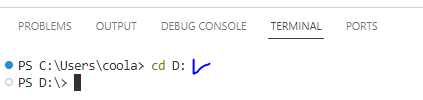 PROBLEMS OUTPUT DEBUG CONSOLE TERMINAL PORTS
PS C:\Users\coola> cd D:
PS D:\>